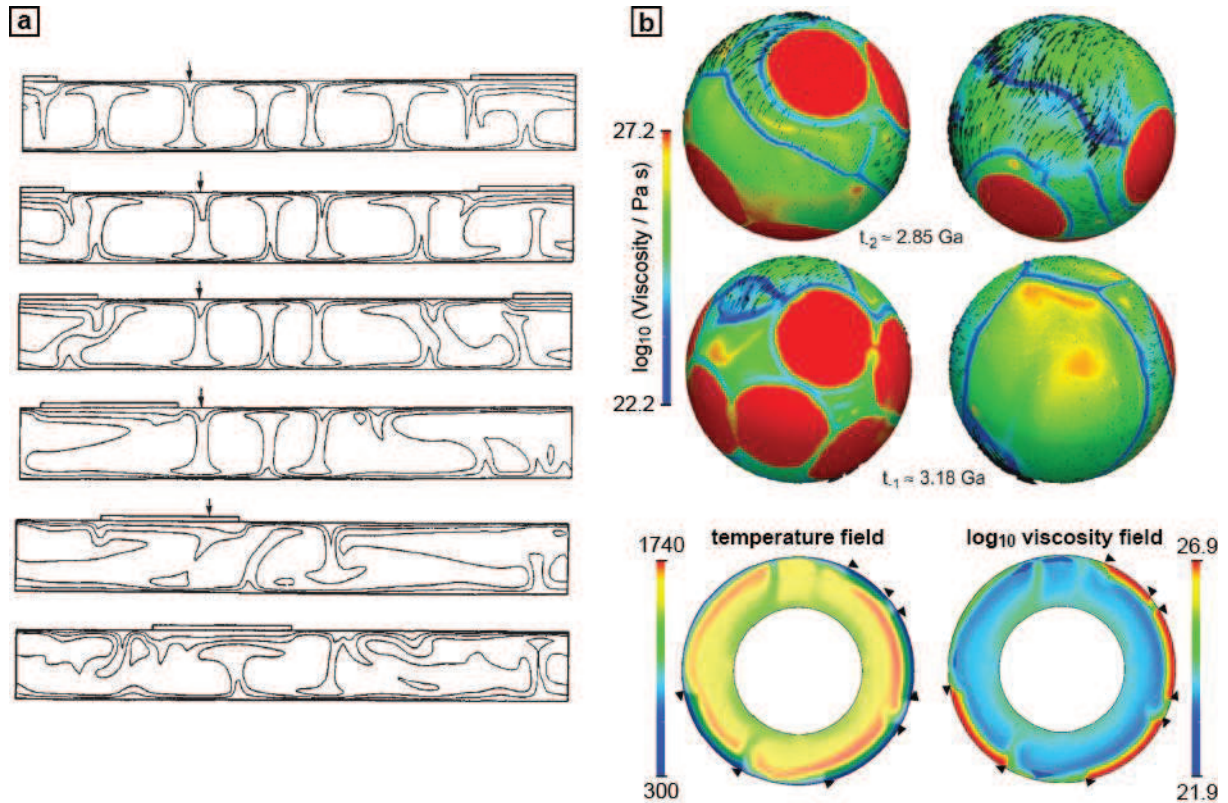 a
b
27.2
log₁₀ (Viscosity / Pa s)
22.2
t₋₂ ≈ 2.85 Ga
t₋₁ ≈ 3.18 Ga
temperature field
log₁₀ viscosity field
1740
300
26.9
21.9